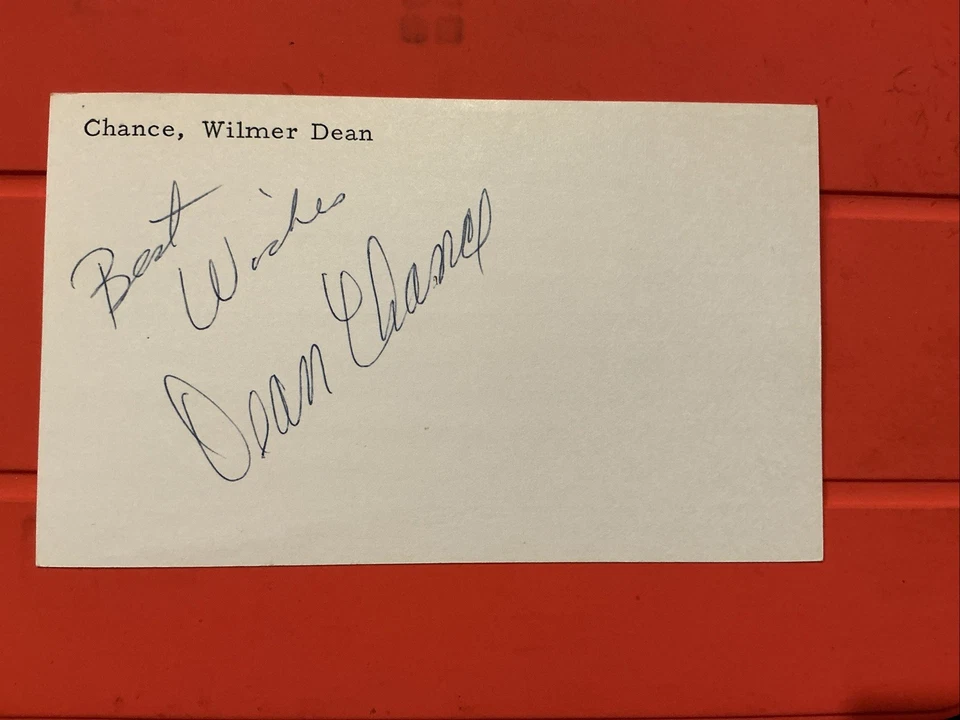 Chance, Wilmer Dean
Best Wishes
Dean Chance